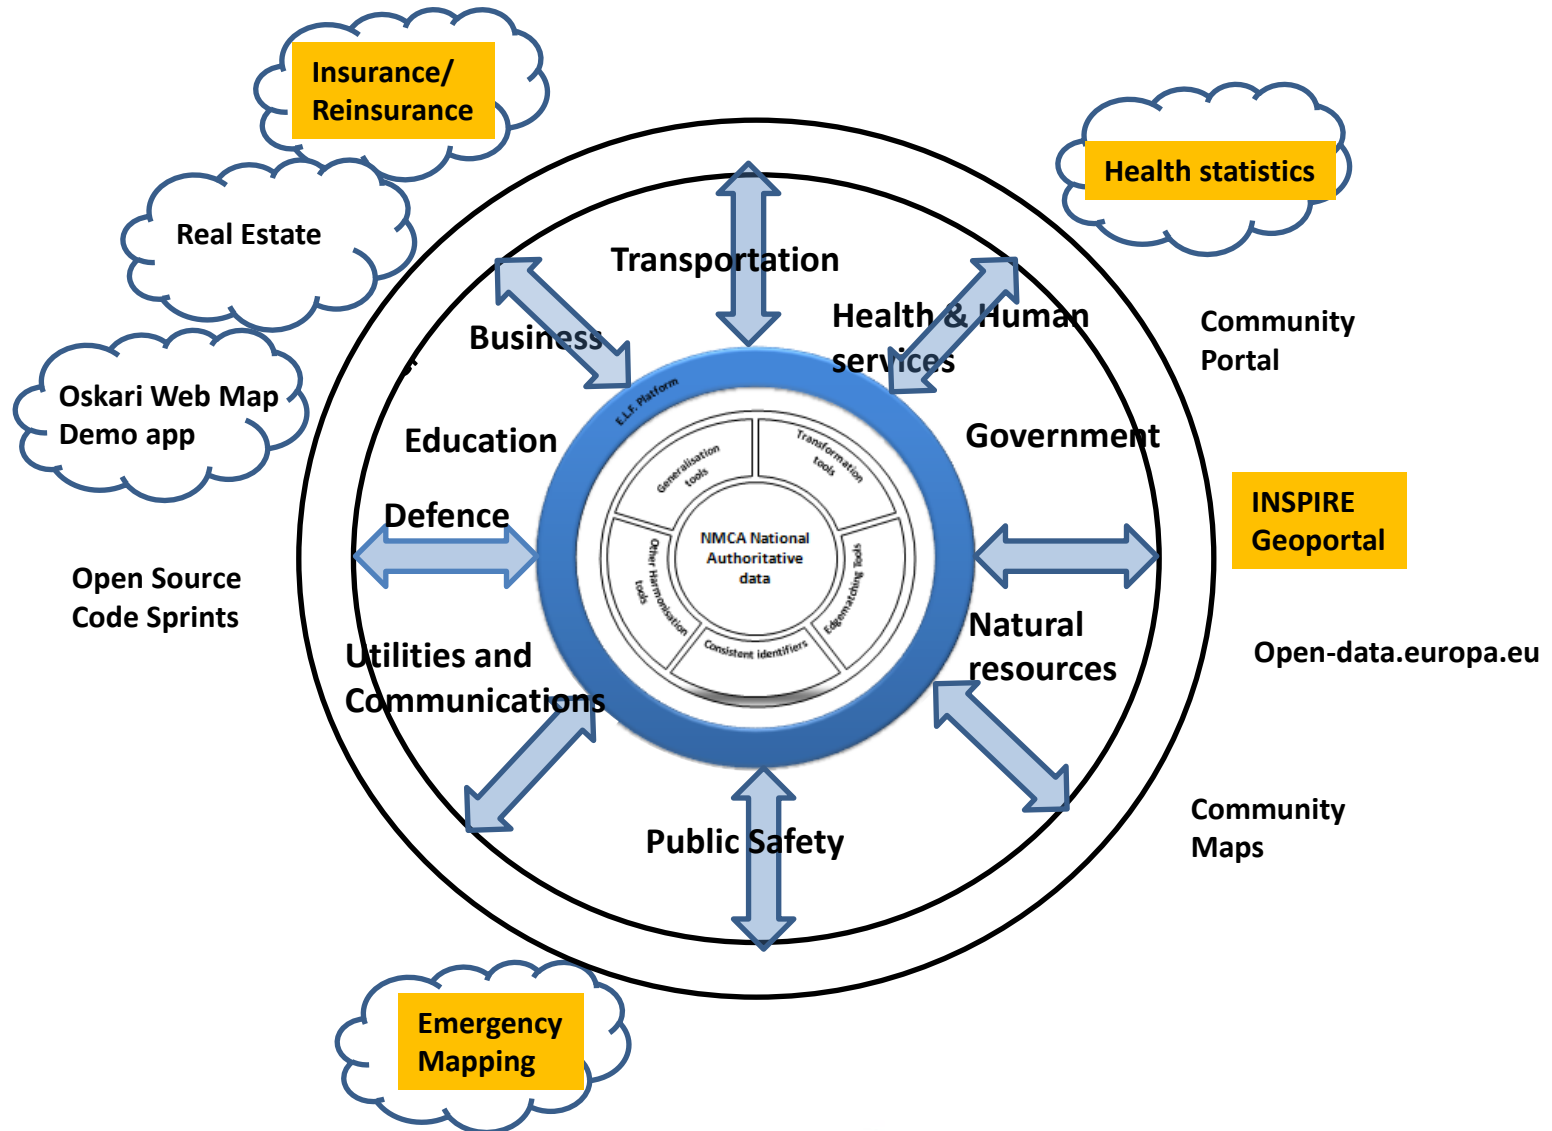 Insurance/
Reinsurance
Health statistics
Real Estate
Transportation
Business
Health & Human
services
Community
Portal
Oskari Web Map
Demo app
E.L.F. Platform
Education
Government
Generalisation
tools
Transformation
tools
Defence
INSPIRE
Geoportal
NMCA National
Authoritative
data
Other Harmonisation
tools
Edgematching Tools
Consistent identifiers
Open Source
Code Sprints
Natural
resources
Open-data.europa.eu
Utilities and
Communications
Community
Maps
Public Safety
Emergency
Mapping